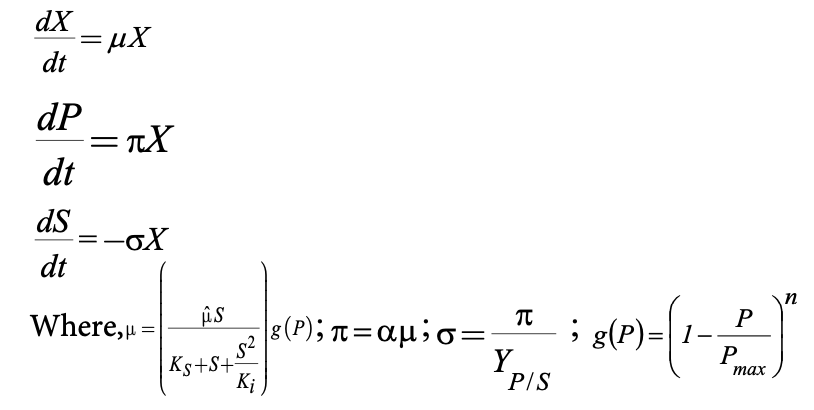 dX/dt = μX
dP/dt = πX
dS/dt = −σX
Where, μ = (μ̂S / (K_S + S + S²/K_i)) g(P); π = αμ; σ = π / Y_P/S ; g(P) = (1 − P/P_max)ⁿ